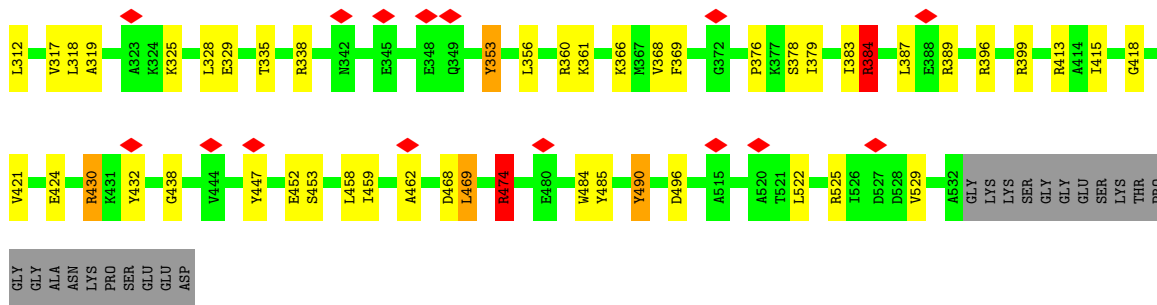 L312 V317 L318 A319 A323 K324 K325 L328 E329 T335 R338 N342 E345 E348 Q349 Y353 L356 R360 K361 K366 M367 V368 F369 G372 P376 K377 S378 I379 I383 R384 L387 E388 R389 R396 R399 R413 A414 I415 G418
V421 E424 R430 K431 Y432 G438 V444 Y447 E452 S453 L458 I459 A462 D468 L469 R474 E480 W484 Y485 Y490 D496 A515 A520 T521 L522 R525 I526 D527 D528 V529 A532 GLY LYS LYS SER GLY GLY GLU SER LYS THR PRO
GLY GLY ALA ASN LYS PRO SER GLU GLU ASP